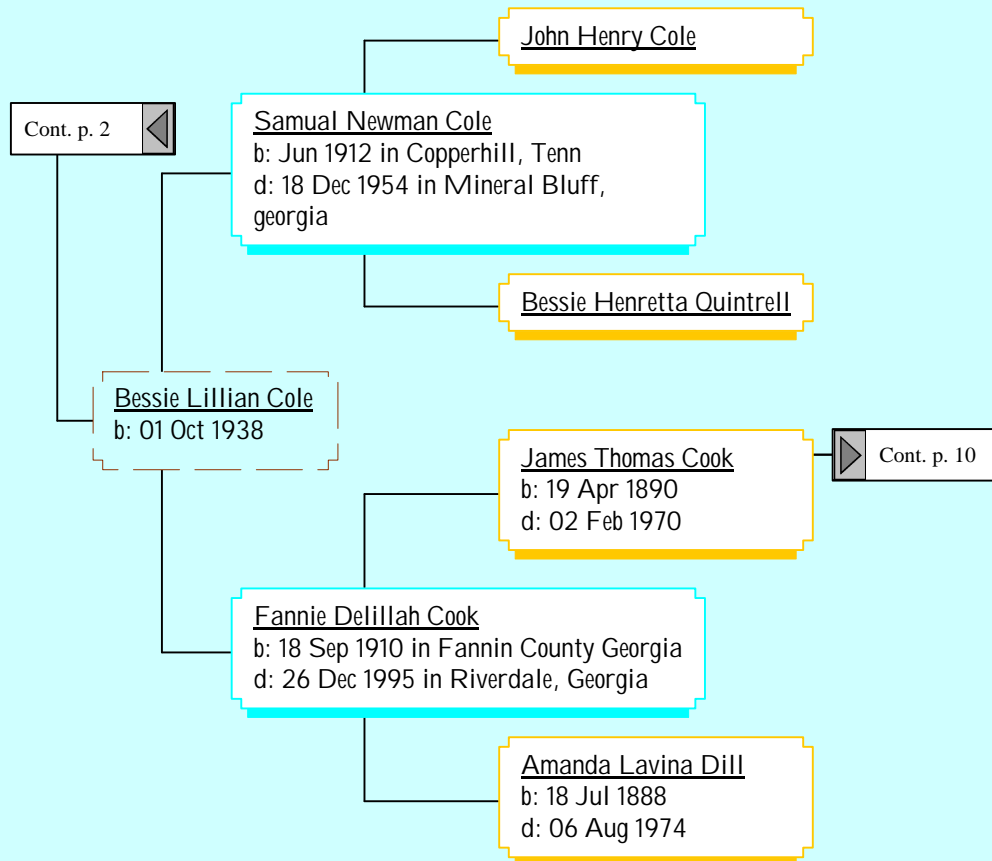 John Henry Cole
Cont. p. 2
Samual Newman Cole
b: Jun 1912 in Copperhill, Tenn
d: 18 Dec 1954 in Mineral Bluff,
georgia
Bessie Henretta Quintrell
Bessie Lillian Cole
b: 01 Oct 1938
James Thomas Cook
b: 19 Apr 1890
d: 02 Feb 1970
Cont. p. 10
Fannie Delillah Cook
b: 18 Sep 1910 in Fannin County Georgia
d: 26 Dec 1995 in Riverdale, Georgia
Amanda Lavina Dill
b: 18 Jul 1888
d: 06 Aug 1974